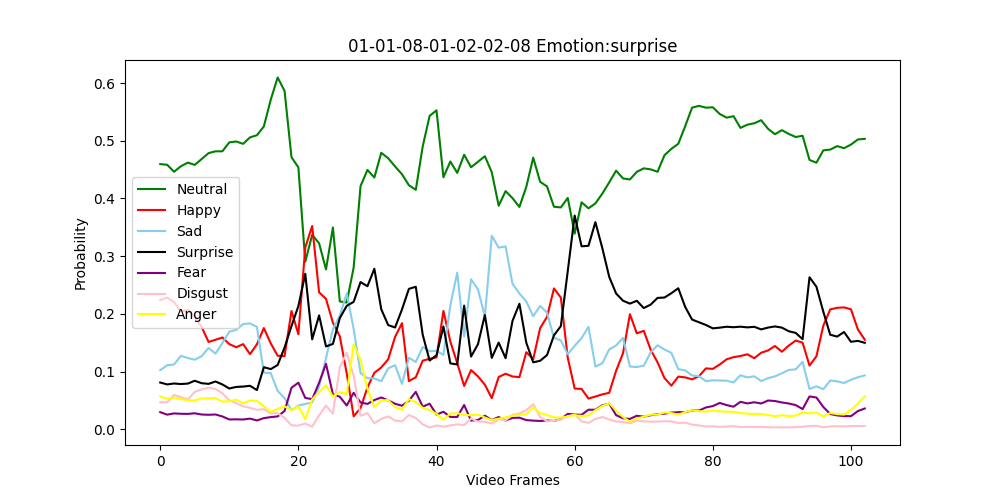 01-01-08-01-02-02-08 Emotion:surprise
Probability
0.6
0.5
0.4
0.3
0.2
0.1
0.0
Neutral
Happy
Sad
Surprise
Fear
Disgust
Anger
0 20 40 60 80 100
Video Frames